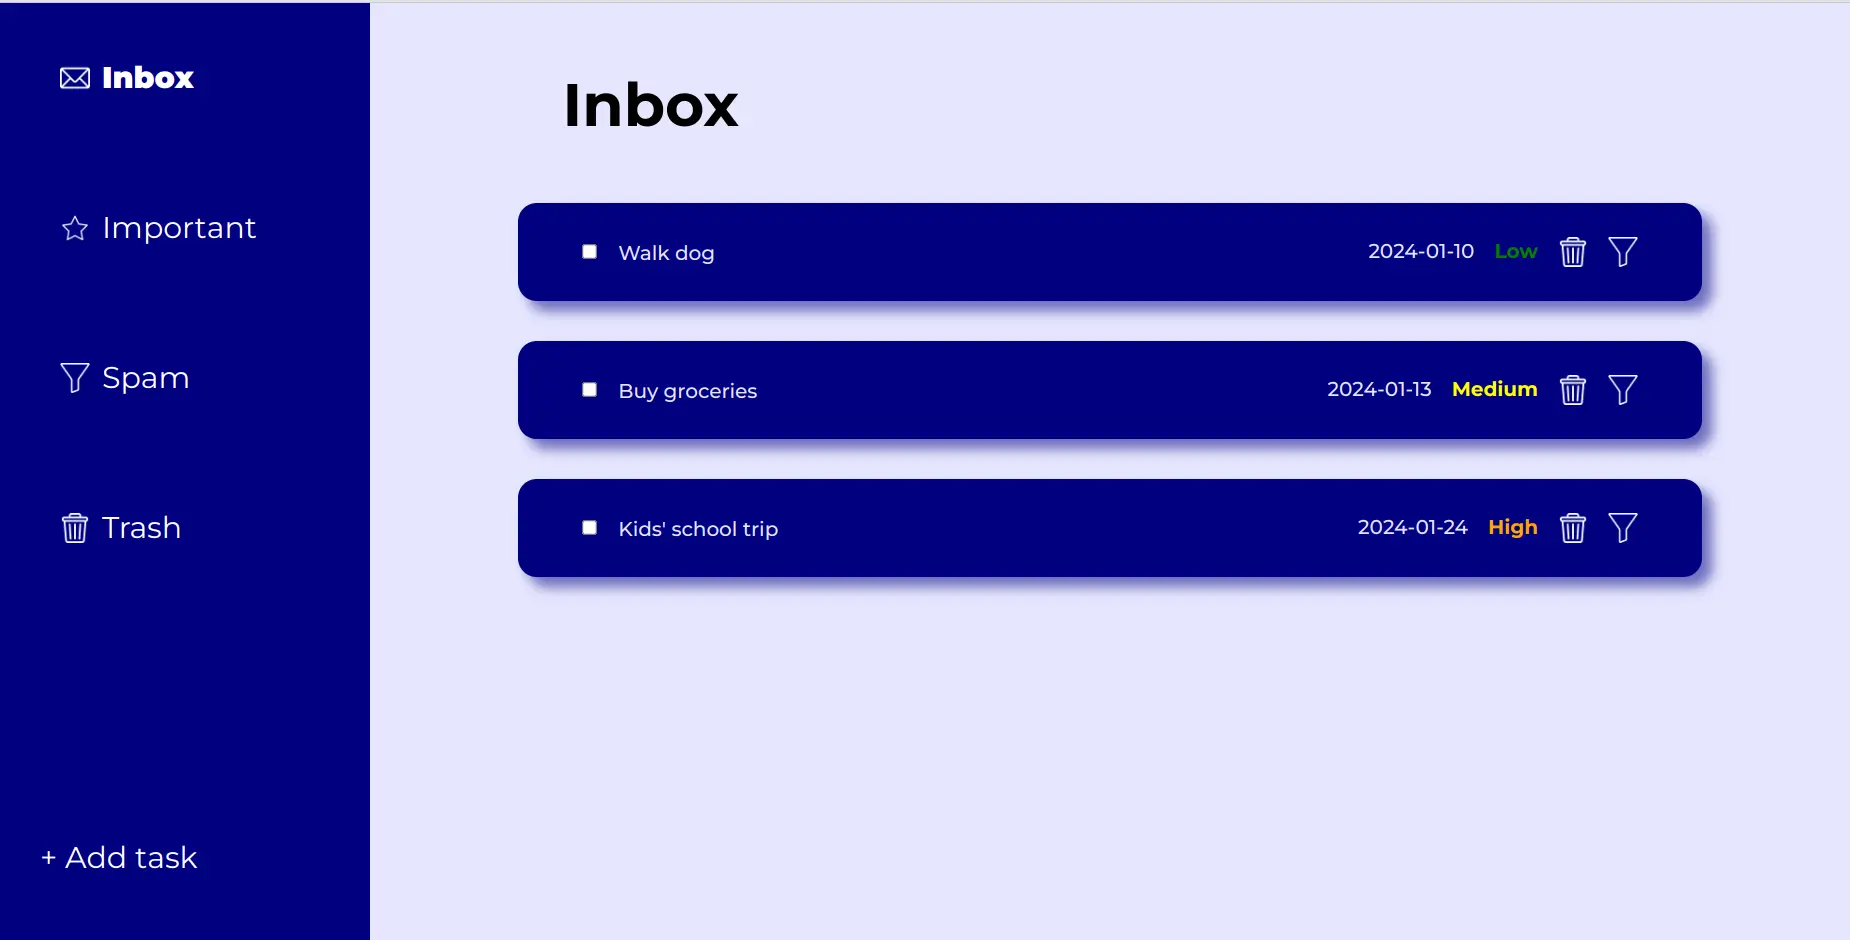 Inbox
Important
Spam
Trash
+ Add task
Inbox
Walk dog 2024-01-10 Low
Buy groceries 2024-01-13 Medium
Kids' school trip 2024-01-24 High